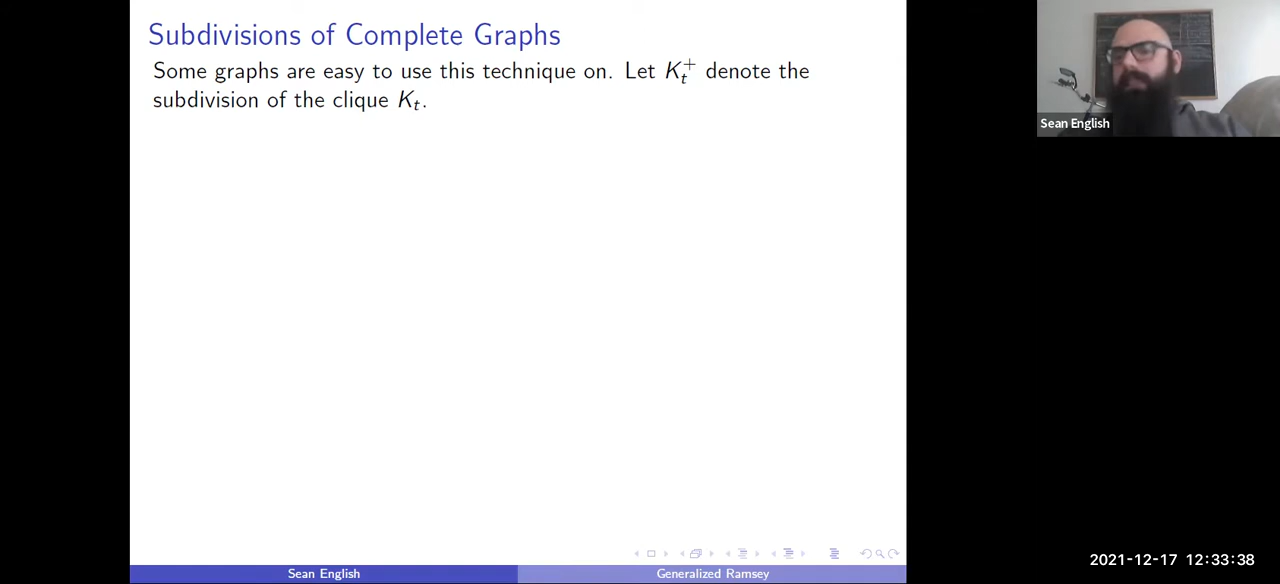 Subdivisions of Complete Graphs
Some graphs are easy to use this technique on. Let K_t^+ denote the
subdivision of the clique K_t.
Sean English
Sean English
Generalized Ramsey
2021-12-17 12:33:38